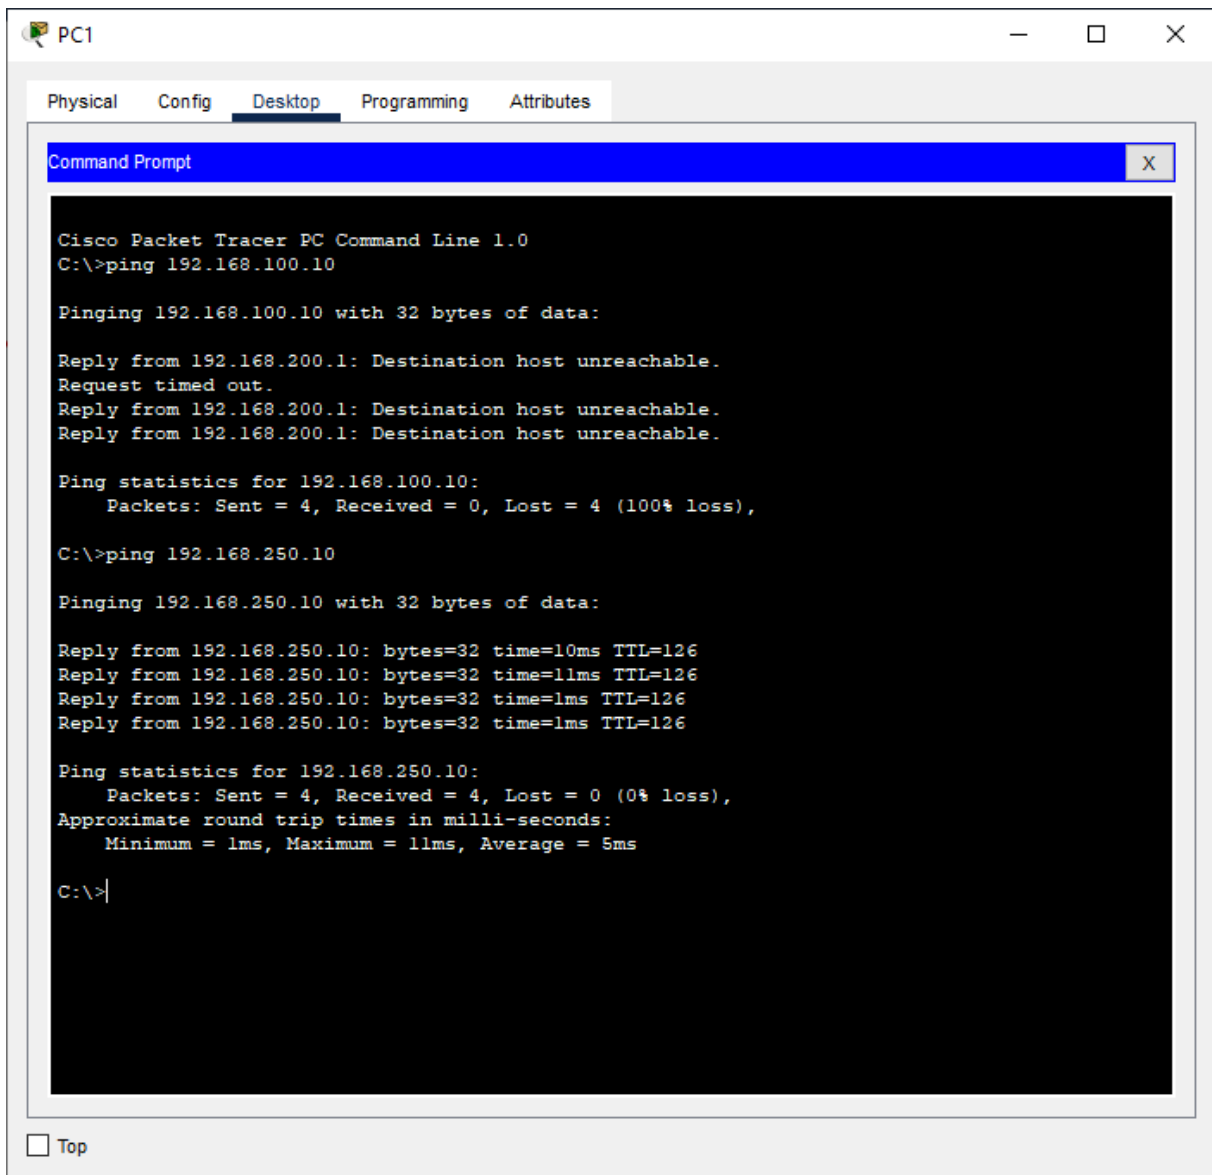 PC1
Physical Config Desktop Programming Attributes
Command Prompt
X
Cisco Packet Tracer PC Command Line 1.0
C:\>ping 192.168.100.10
Pinging 192.168.100.10 with 32 bytes of data:
Reply from 192.168.200.1: Destination host unreachable.
Request timed out.
Reply from 192.168.200.1: Destination host unreachable.
Reply from 192.168.200.1: Destination host unreachable.
Ping statistics for 192.168.100.10:
    Packets: Sent = 4, Received = 0, Lost = 4 (100% loss),
C:\>ping 192.168.250.10
Pinging 192.168.250.10 with 32 bytes of data:
Reply from 192.168.250.10: bytes=32 time=10ms TTL=126
Reply from 192.168.250.10: bytes=32 time=11ms TTL=126
Reply from 192.168.250.10: bytes=32 time=1ms TTL=126
Reply from 192.168.250.10: bytes=32 time=1ms TTL=126
Ping statistics for 192.168.250.10:
    Packets: Sent = 4, Received = 4, Lost = 0 (0% loss),
Approximate round trip times in milli-seconds:
    Minimum = 1ms, Maximum = 11ms, Average = 5ms
C:\>
Top